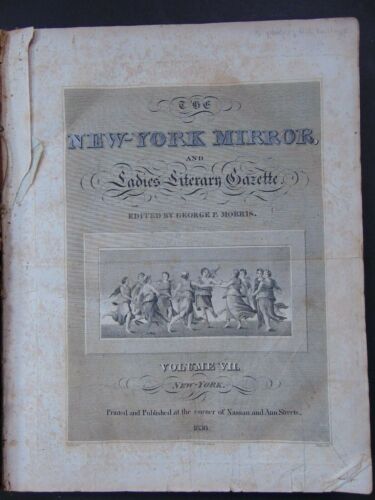 THE
NEW-YORK MIRROR,
AND
Ladies Literary Gazette,
EDITED BY GEORGE P. MORRIS.
VOLUME VII.
NEW-YORK.
Printed and Published at the corner of Nassau and Ann Streets,
1830.